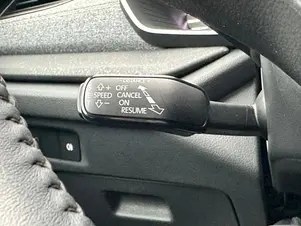 ⇧+ OFF
SPEED CANCEL
⇩− ON
RESUME